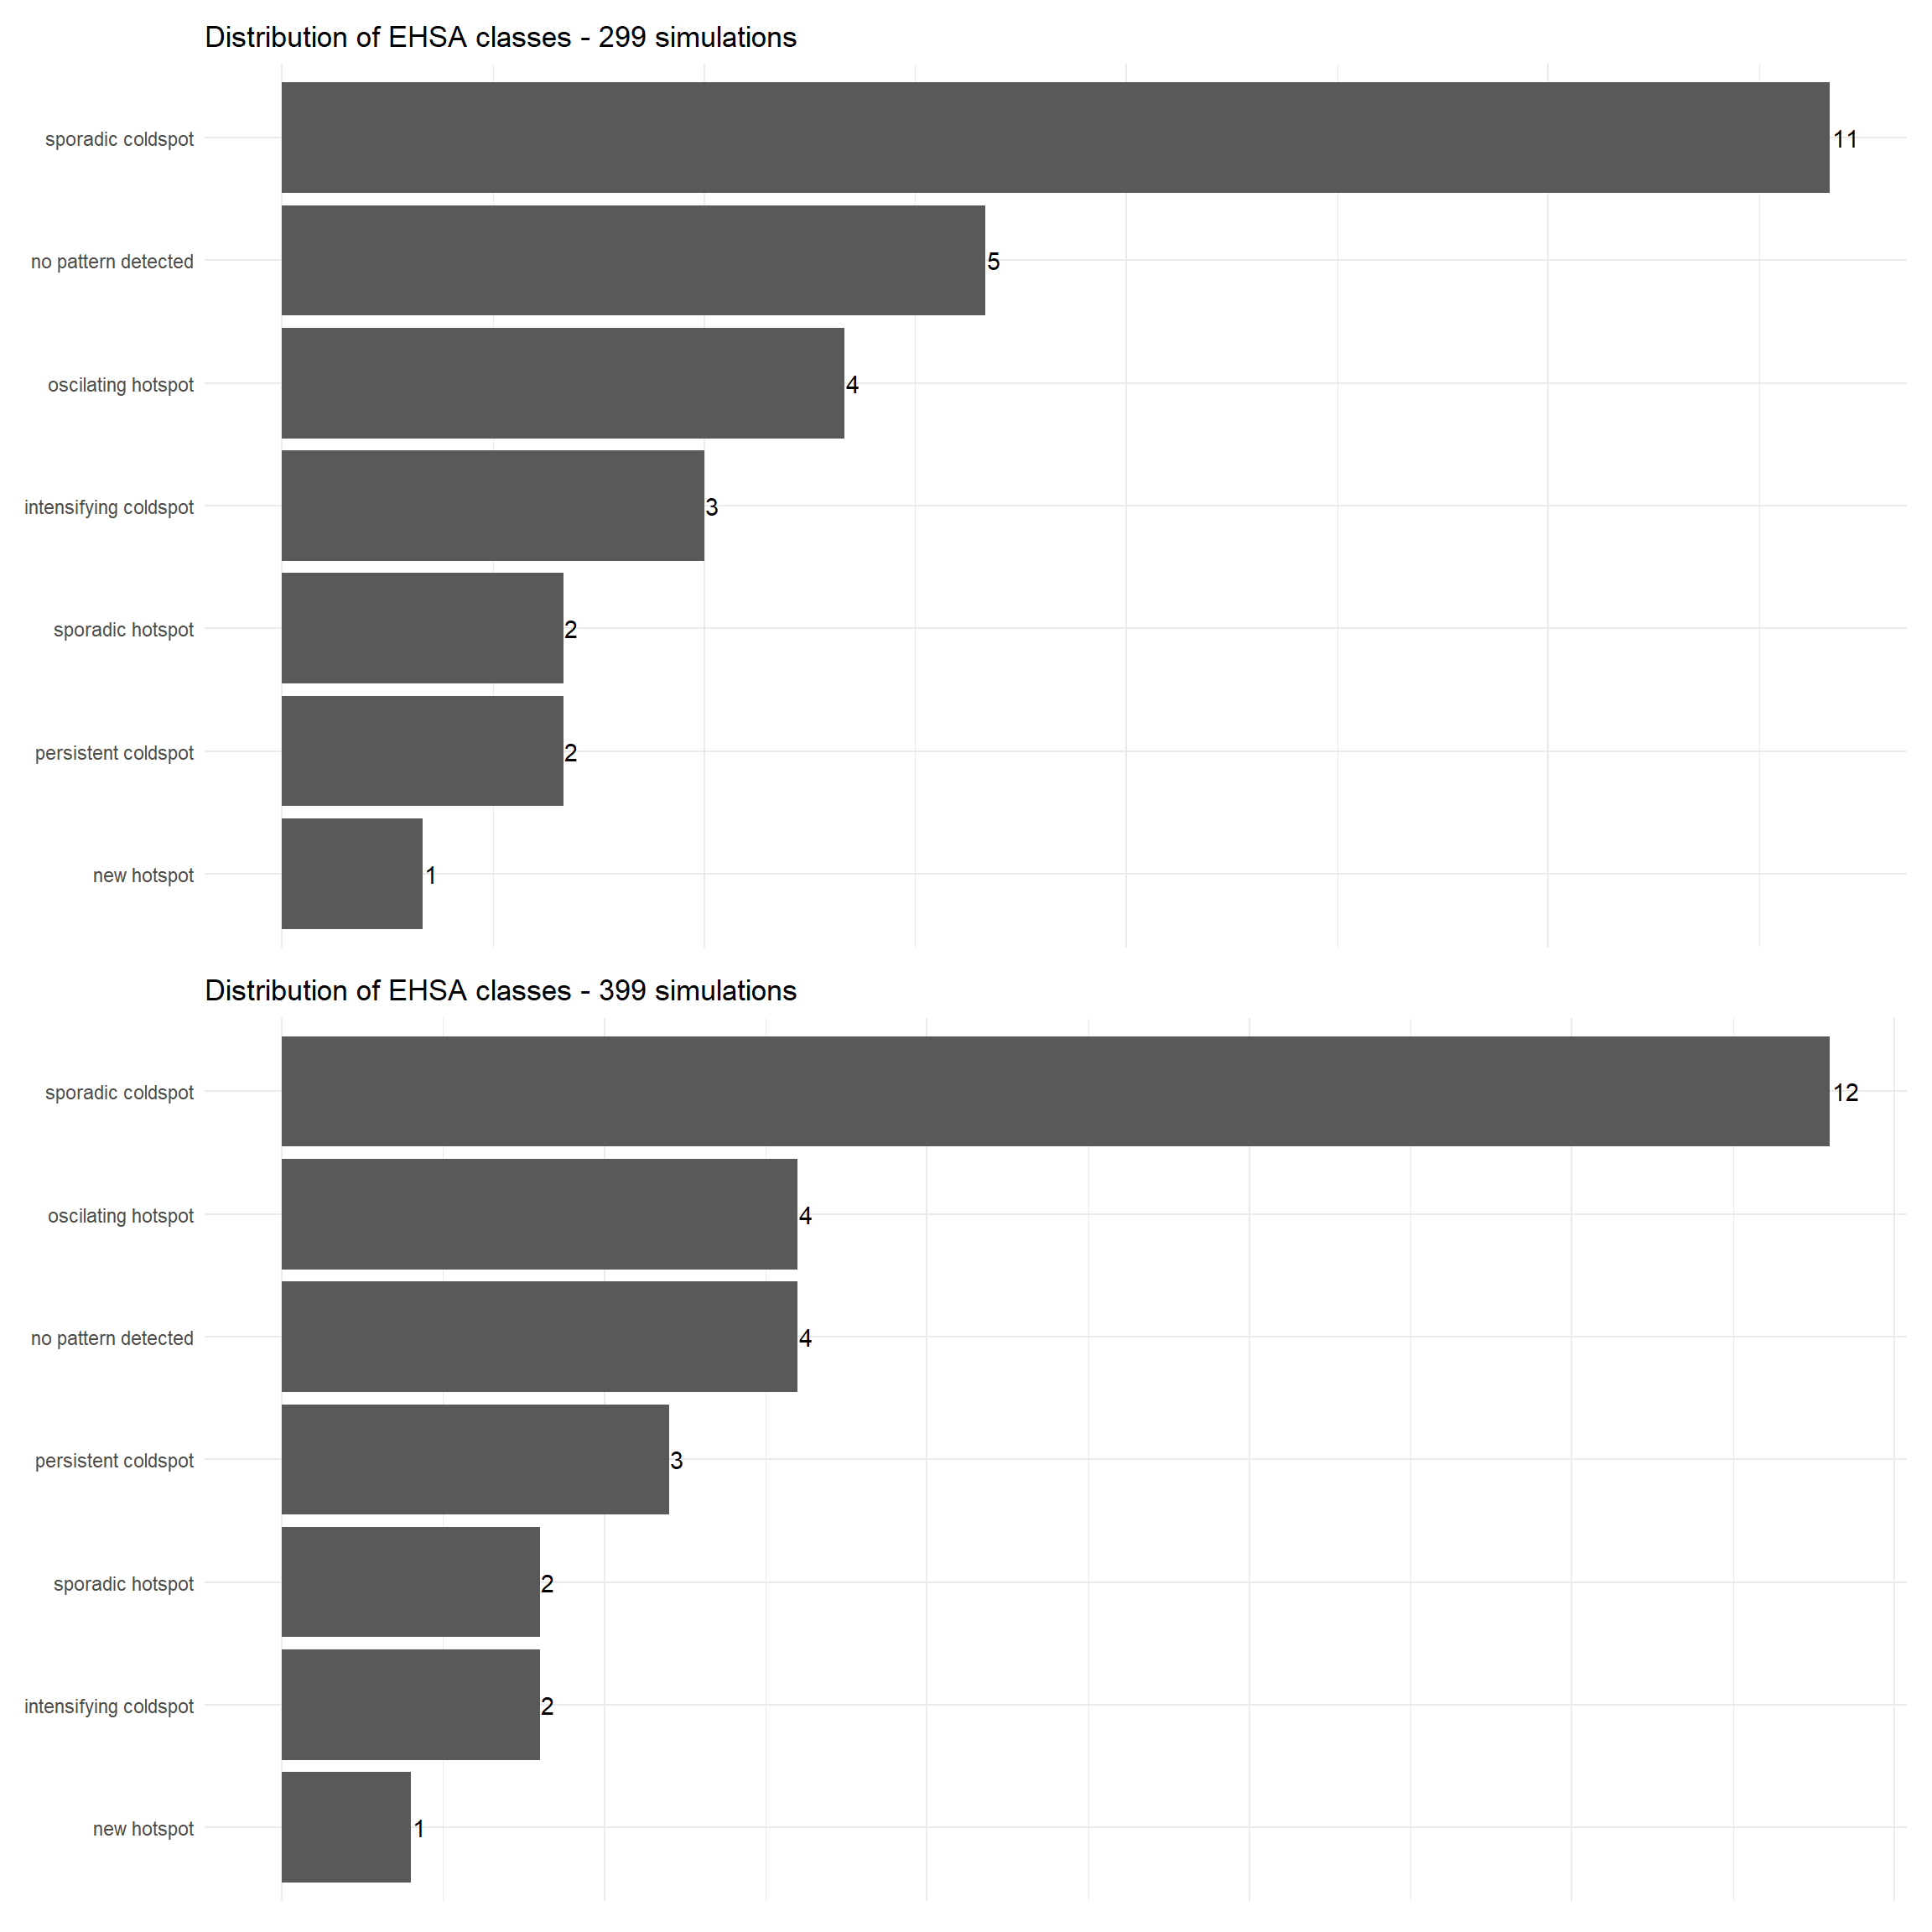 Distribution of EHSA classes - 299 simulations
sporadic coldspot 11
no pattern detected 5
oscilating hotspot 4
intensifying coldspot 3
sporadic hotspot 2
persistent coldspot 2
new hotspot 1
Distribution of EHSA classes - 399 simulations
sporadic coldspot 12
oscilating hotspot 4
no pattern detected 4
persistent coldspot 3
sporadic hotspot 2
intensifying coldspot 2
new hotspot 1